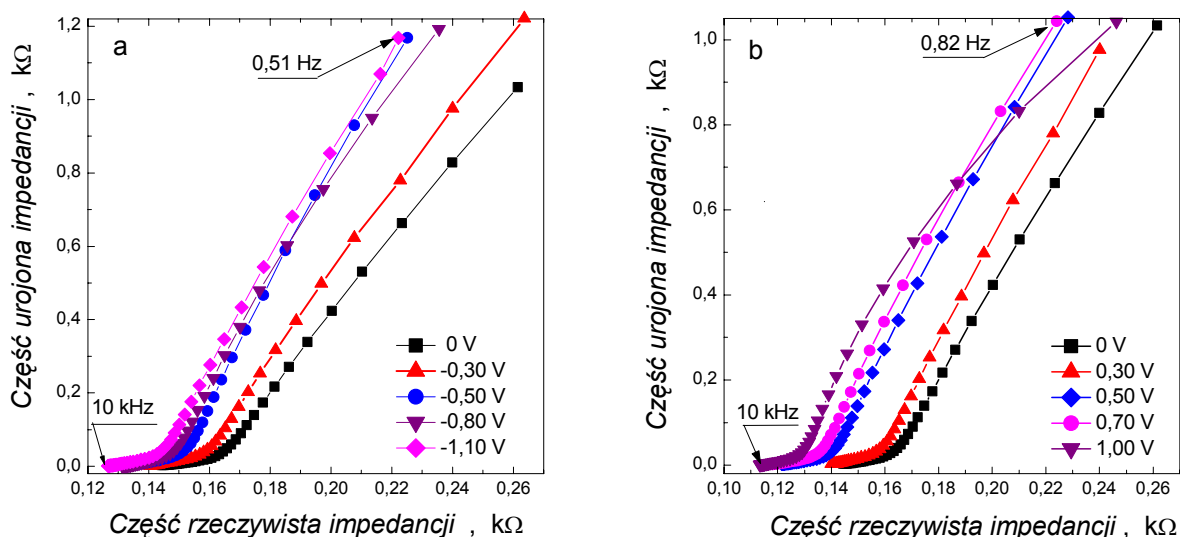 a
Część urojona impedancji , kΩ
1,2
1,0
0,8
0,6
0,4
0,2
0,0
0,51 Hz
10 kHz
0 V
-0,30 V
-0,50 V
-0,80 V
-1,10 V
0,12 0,14 0,16 0,18 0,20 0,22 0,24 0,26
Część rzeczywista impedancji , kΩ
b
Część urojona impedancji , kΩ
1,0
0,8
0,6
0,4
0,2
0,0
0,82 Hz
10 kHz
0 V
0,30 V
0,50 V
0,70 V
1,00 V
0,10 0,12 0,14 0,16 0,18 0,20 0,22 0,24 0,26
Część rzeczywista impedancji , kΩ